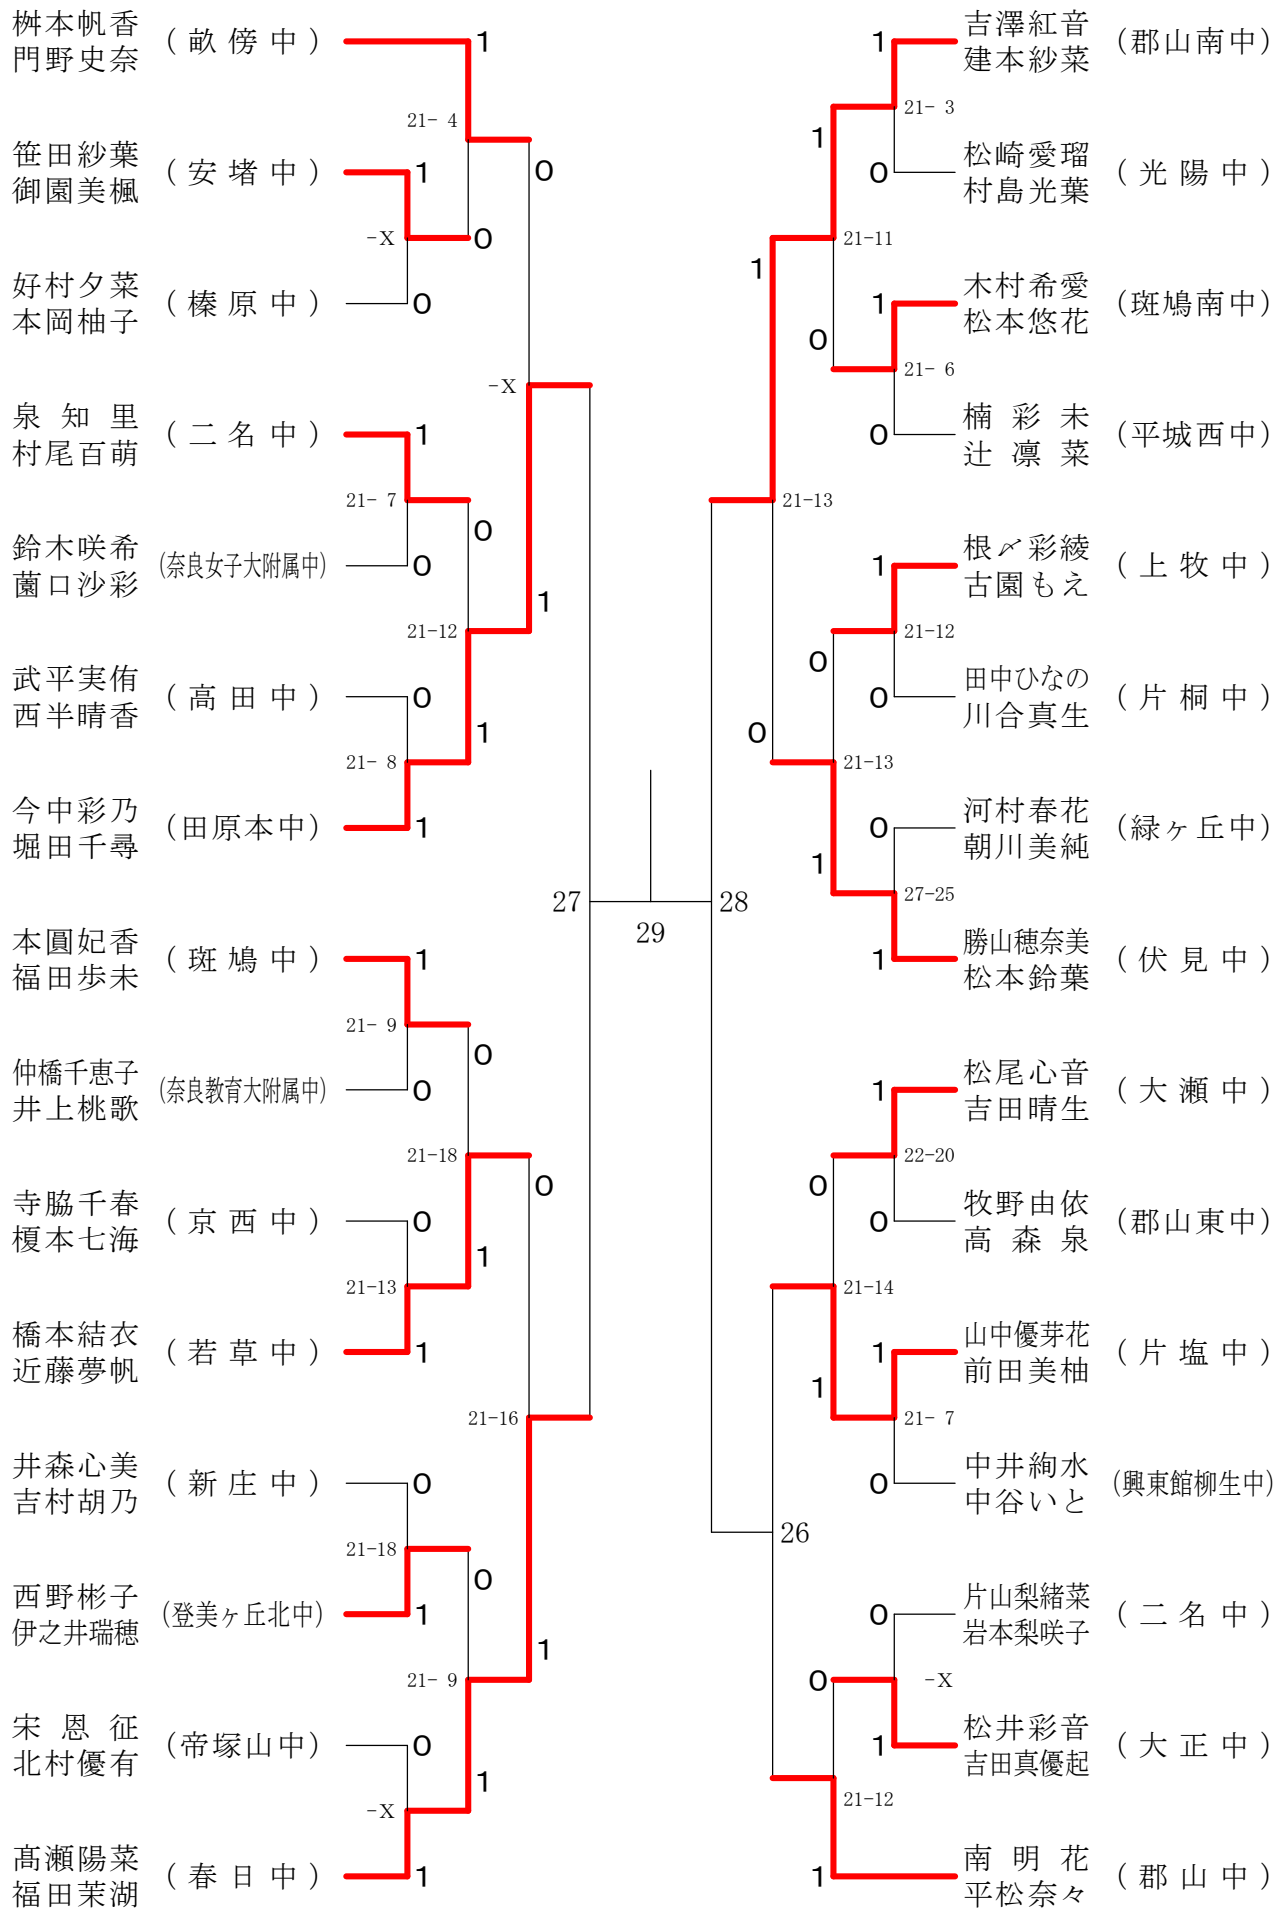 桝本帆香
門野史奈
(畝傍中)
1
21- 4
笹田紗葉
御園美楓
(安堵中)
1
0
-X
0
好村夕菜
本岡柚子
(榛原中)
0
-X
泉知里
村尾百萌
(二名中)
1
21- 7
0
鈴木咲希
薗口沙彩
(奈良女子大附属中)
0
1
21-12
武平実侑
西半晴香
(高田中)
0
1
21- 8
今中彩乃
堀田千尋
(田原本中)
1
27
本圓妃香
福田歩未
(斑鳩中)
1
21- 9
0
仲橋千恵子
井上桃歌
(奈良教育大附属中)
0
21-18
0
寺脇千春
榎本七海
(京西中)
0
1
21-13
橋本結衣
近藤夢帆
(若草中)
1
21-16
井森心美
吉村胡乃
(新庄中)
0
21-18
0
西野彬子
伊之井瑞穂
(登美ヶ丘北中)
1
1
21- 9
宋恩征
北村優有
(帝塚山中)
0
1
-X
髙瀬陽菜
福田茉湖
(春日中)
1
29
吉澤紅音
建本紗菜
(郡山南中)
1
21- 3
1
松崎愛瑠
村島光葉
(光陽中)
0
21-11
1
木村希愛
松本悠花
(斑鳩南中)
1
0
21- 6
楠彩未
辻凛菜
(平城西中)
0
21-13
根〆彩綾
古園もえ
(上牧中)
1
21-12
0
田中ひなの
川合真生
(片桐中)
0
0
21-13
河村春花
朝川美純
(緑ヶ丘中)
0
1
27-25
28
勝山穂奈美
松本鈴葉
(伏見中)
1
松尾心音
吉田晴生
(大瀬中)
1
22-20
0
牧野由依
高森泉
(郡山東中)
0
21-14
山中優芽花
前田美柚
(片塩中)
1
1
21- 7
中井絢水
中谷いと
(興東館柳生中)
0
26
片山梨緒菜
岩本梨咲子
(二名中)
0
0
-X
松井彩音
吉田真優起
(大正中)
1
21-12
南明花
平松奈々
(郡山中)
1